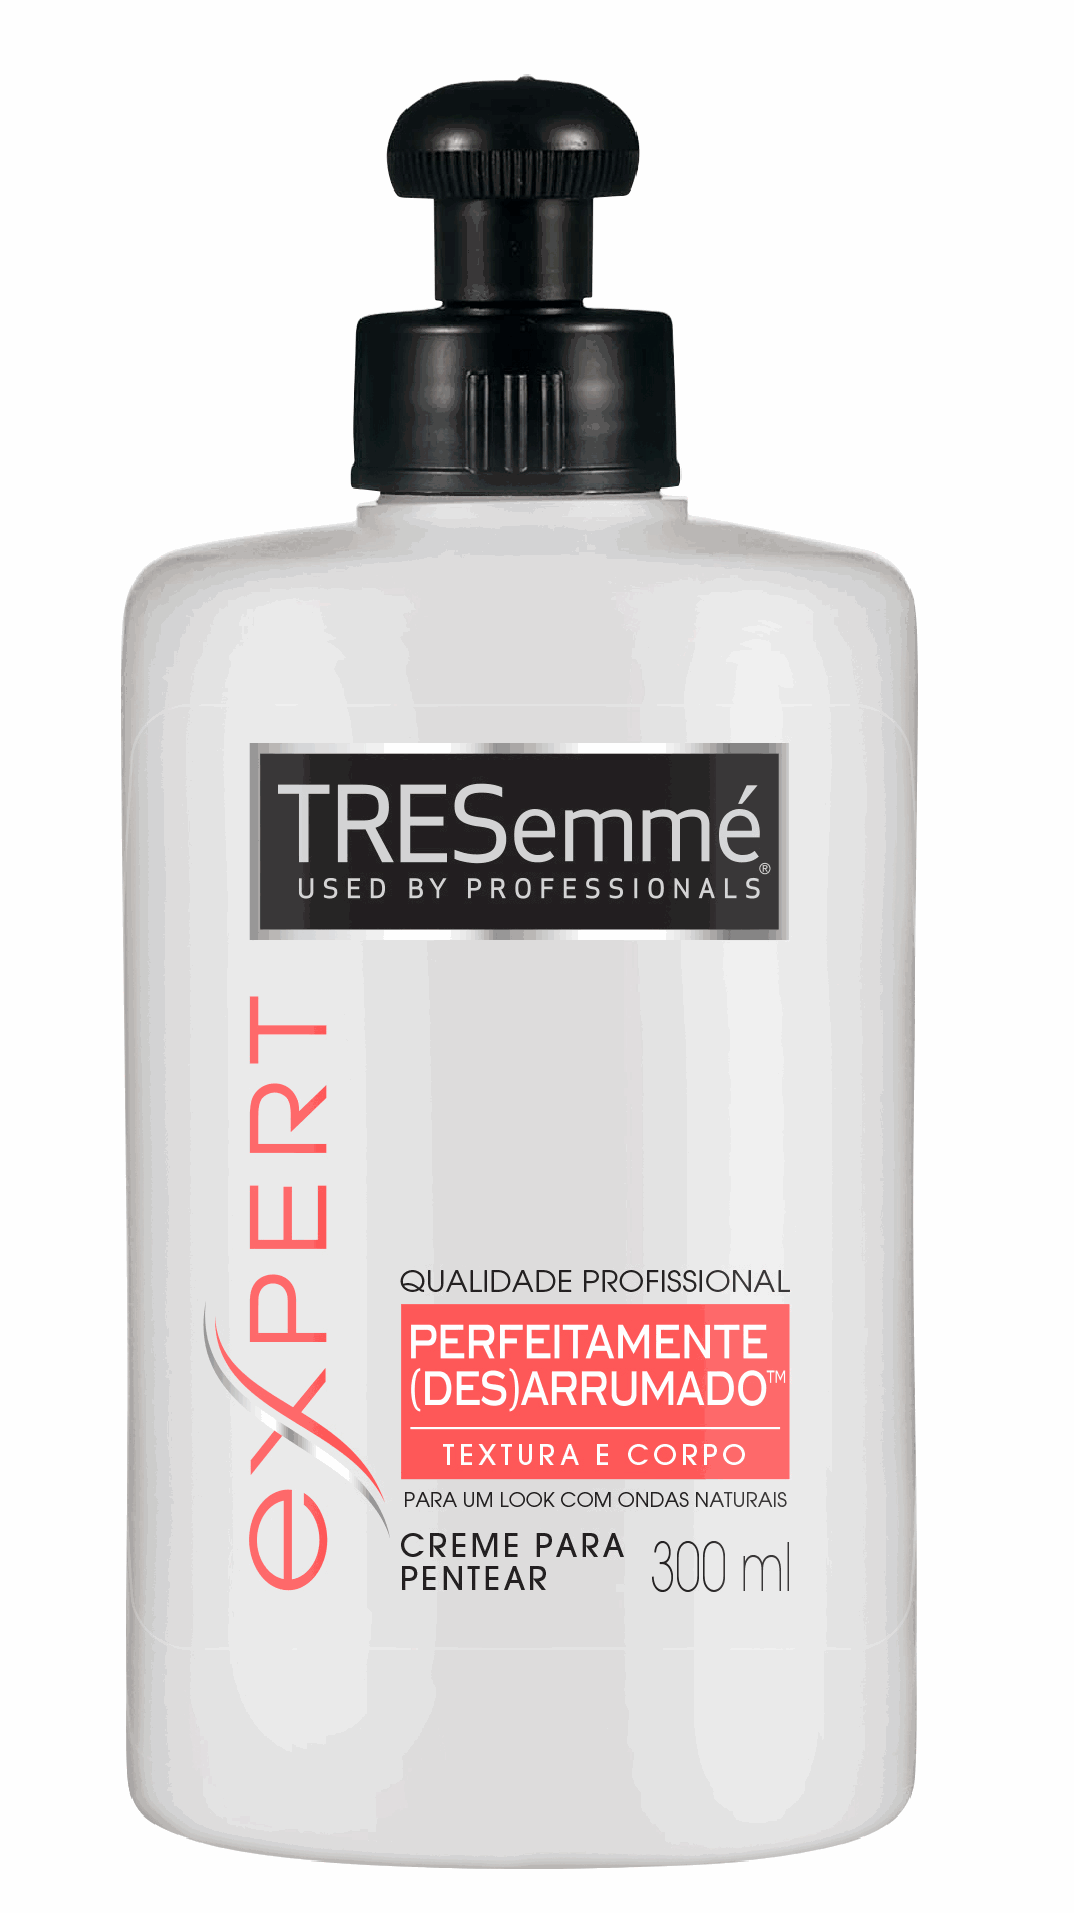 TRESemmé®
USED BY PROFESSIONALS
eXPERT
QUALIDADE PROFISSIONAL
PERFEITAMENTE
(DES)ARRUMADO™
TEXTURA E CORPO
PARA UM LOOK COM ONDAS NATURAIS
CREME PARA
PENTEAR
300 ml